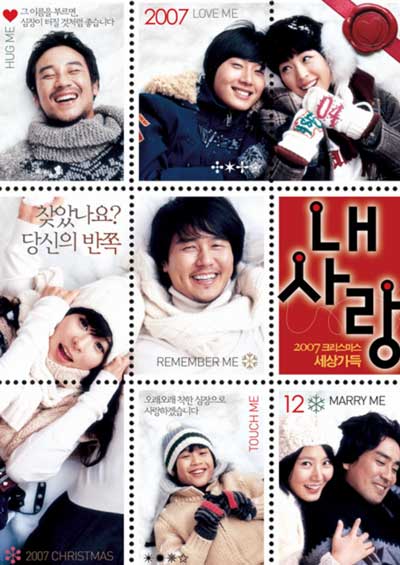 HUG ME
그 이름을 부르면,
심장이 터질 것처럼 좋습니다
2007 LOVE ME
04
찾았나요?
당신의 반쪽
REMEMBER ME
내
사랑
2007 크리스마스
세상가득
2007 CHRISTMAS
오래오래 착한 심장으로
사랑하겠습니다
TOUCH ME
12 MARRY ME